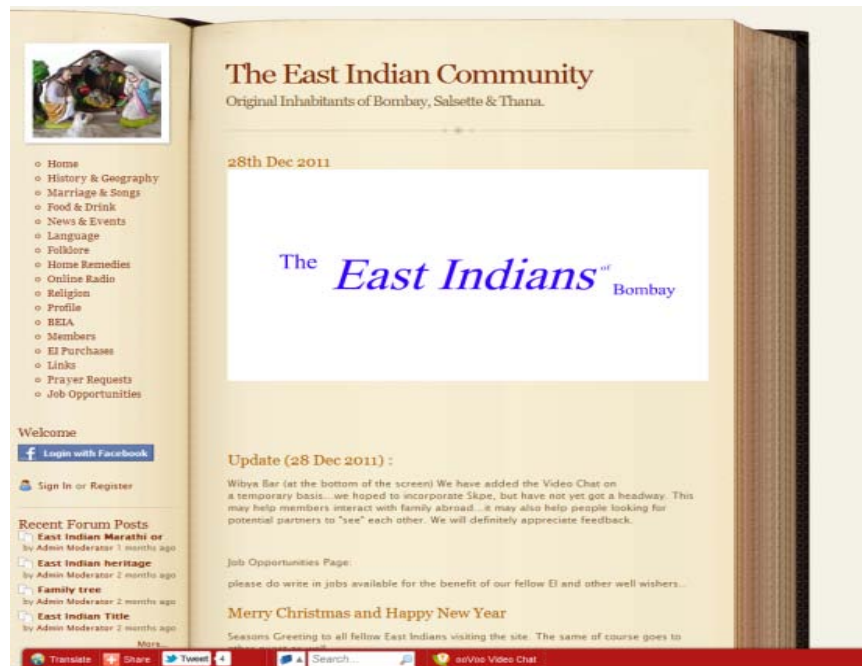 The East Indian Community
Original Inhabitants of Bombay, Salsette & Thana.
Home
History & Geography
Marriage & Songs
Food & Drink
News & Events
Language
Folklore
Home Remedies
Online Radio
Religion
Profile
BEIA
Members
EI Purchases
Links
Prayer Requests
Job Opportunities
Welcome
Login with Facebook
Sign In or Register
Recent Forum Posts
East Indian Marathi or
by Admin Moderator 1 months ago
East Indian heritage
by Admin Moderator 2 months ago
Family tree
by Admin Moderator 2 months ago
East Indian Title
by Admin Moderator 2 months ago
More...
28th Dec 2011
The East Indians of Bombay
Update (28 Dec 2011) :
Wibya Bar (at the bottom of the screen) We have added the Video Chat on
a temporary basis...we hoped to incorporate Skpe, but have not yet got a headway. This
may help members interact with family abroad...it may also help people looking for
potential partners to "see" each other. We will definitely appreciate feedback.
Job Opportunities Page:
please do write in jobs available for the benefit of our fellow EI and other well wishers...
Merry Christmas and Happy New Year
Seasons Greeting to all fellow East Indians visiting the site. The same of course goes to
Translate
Share
Tweet
4
Search...
ooVoo Video Chat